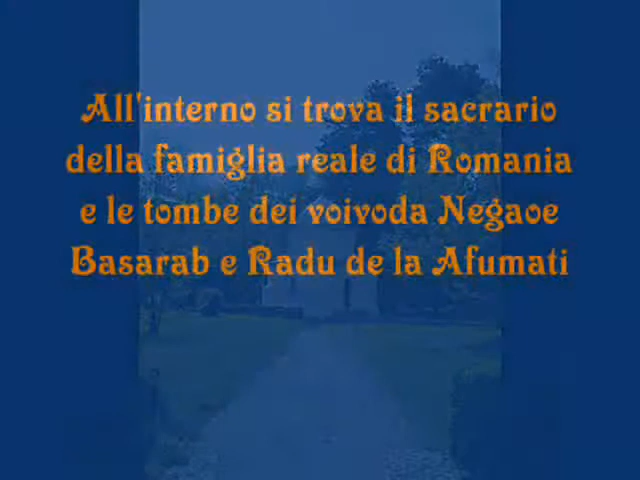 All'interno si trova il sacrario
della famiglia reale di Romania
e le tombe dei voivoda Negaoe
Basarab e Radu de la Afumati